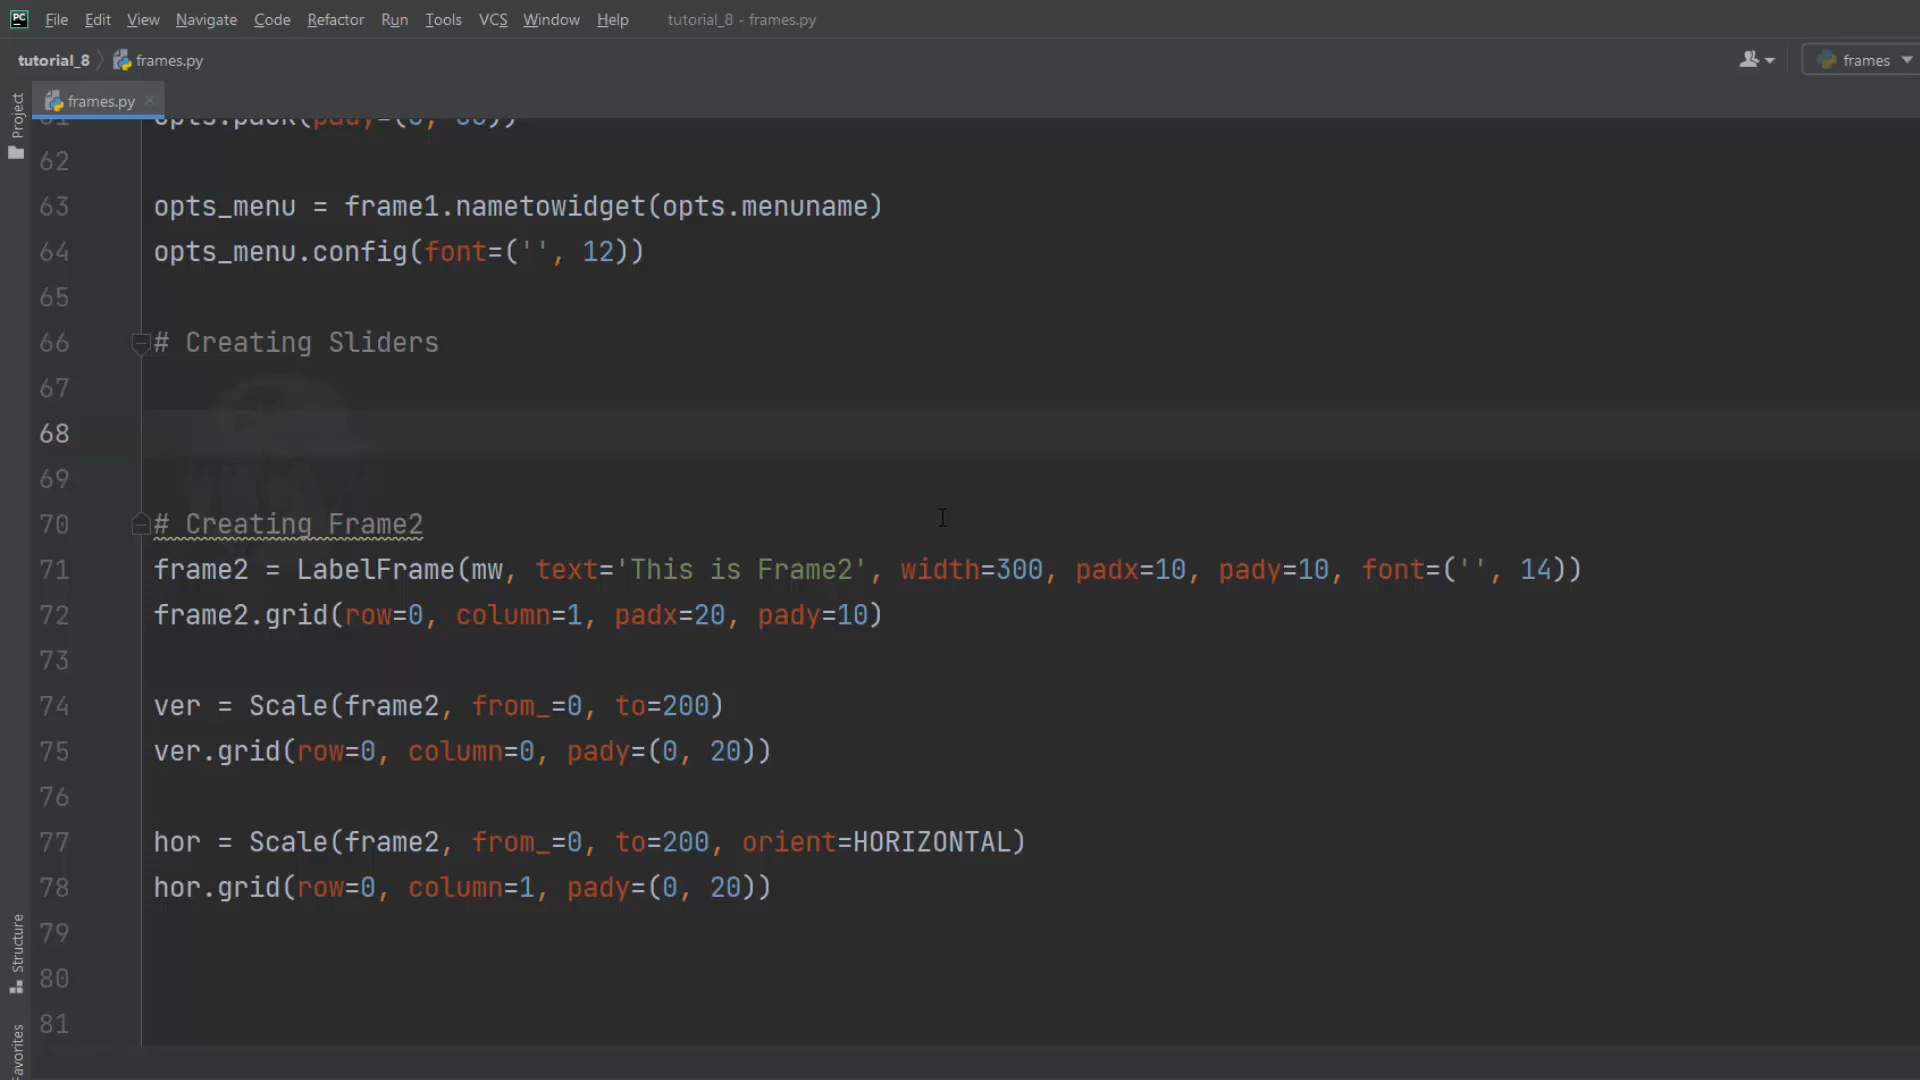 PC File Edit View Navigate Code Refactor Run Tools VCS Window Help tutorial_8 - frames.py
tutorial_8 frames.py frames
frames.py
Project
62
63 opts_menu = frame1.nametowidget(opts.menuname)
64 opts_menu.config(font=('', 12))
65
66 # Creating Sliders
67
68
69
70 # Creating Frame2
71 frame2 = LabelFrame(mw, text='This is Frame2', width=300, padx=10, pady=10, font=('', 14))
72 frame2.grid(row=0, column=1, padx=20, pady=10)
73
74 ver = Scale(frame2, from_=0, to=200)
75 ver.grid(row=0, column=0, pady=(0, 20))
76
77 hor = Scale(frame2, from_=0, to=200, orient=HORIZONTAL)
78 hor.grid(row=0, column=1, pady=(0, 20))
79
80
81
Structure
Favorites